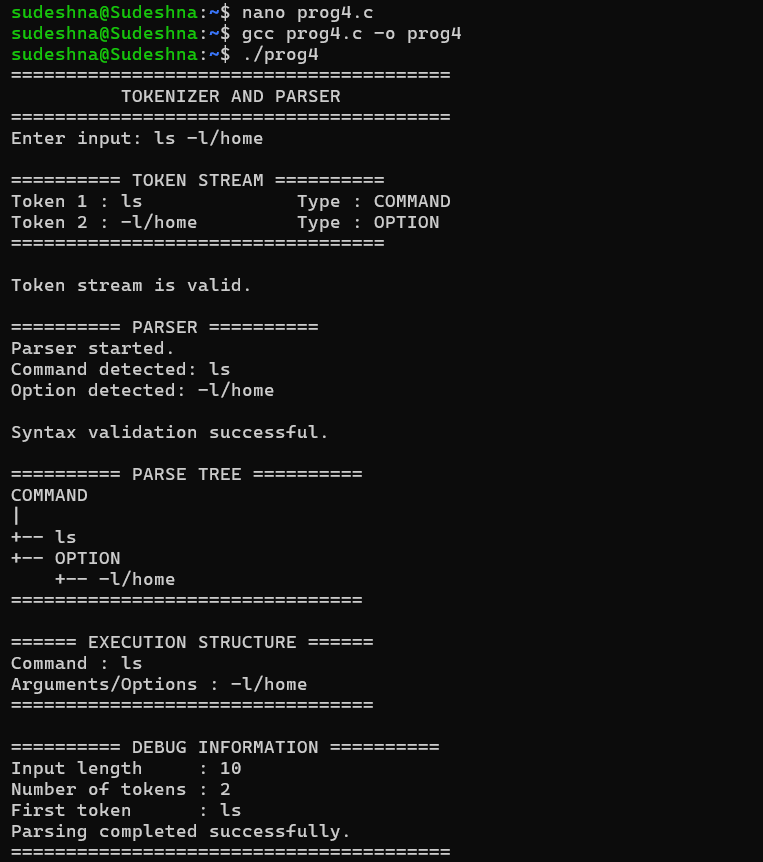 sudeshna@Sudeshna:~$ nano prog4.c
sudeshna@Sudeshna:~$ gcc prog4.c -o prog4
sudeshna@Sudeshna:~$ ./prog4
========================================
          TOKENIZER AND PARSER
========================================
Enter input: ls -l/home

========== TOKEN STREAM ==========
Token 1 : ls              Type : COMMAND
Token 2 : -l/home         Type : OPTION
==================================

Token stream is valid.

========== PARSER ==========
Parser started.
Command detected: ls
Option detected: -l/home

Syntax validation successful.

========== PARSE TREE ==========
COMMAND
|
+-- ls
+-- OPTION
    +-- -l/home
================================

====== EXECUTION STRUCTURE ======
Command : ls
Arguments/Options : -l/home
=================================

========== DEBUG INFORMATION ==========
Input length     : 10
Number of tokens : 2
First token      : ls
Parsing completed successfully.
========================================